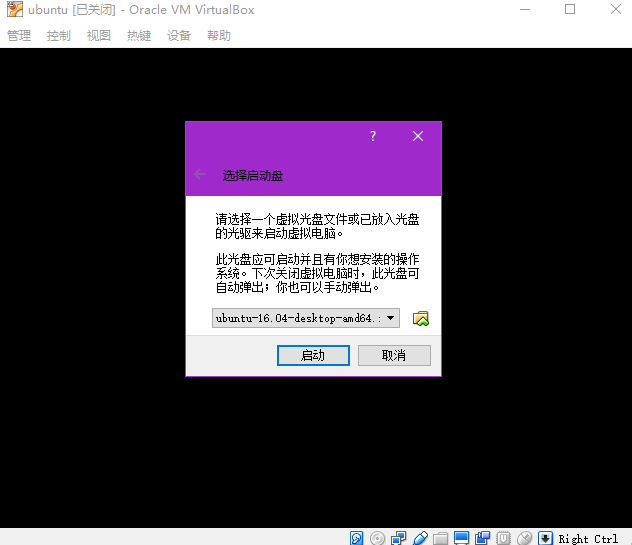 ubuntu [已关闭] - Oracle VM VirtualBox
管理 控制 视图 热键 设备 帮助
?
选择启动盘
请选择一个虚拟光盘文件或已放入光盘
的光驱来启动虚拟电脑。
此光盘应可启动并且有你想安装的操作
系统。下次关闭虚拟电脑时，此光盘可
自动弹出；你也可以手动弹出。
ubuntu-16.04-desktop-amd64.:
启动 取消
Right Ctrl